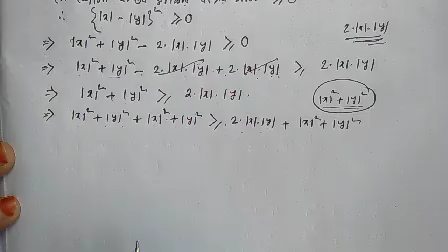 ∴ {|x| - |y|}² ≥ 0
2·|x|·|y|
⇒ |x|² + |y|² - 2·|x|·|y| ≥ 0
⇒ |x|² + |y|² - 2·|x|·|y| + 2·|x|·|y| ≥ 2·|x|·|y|
⇒ |x|² + |y|² ≥ 2·|x|·|y|.
|x|² + |y|²
⇒ |x|² + |y|² + |x|² + |y|² ≥ 2·|x|·|y| + |x|² + |y|²